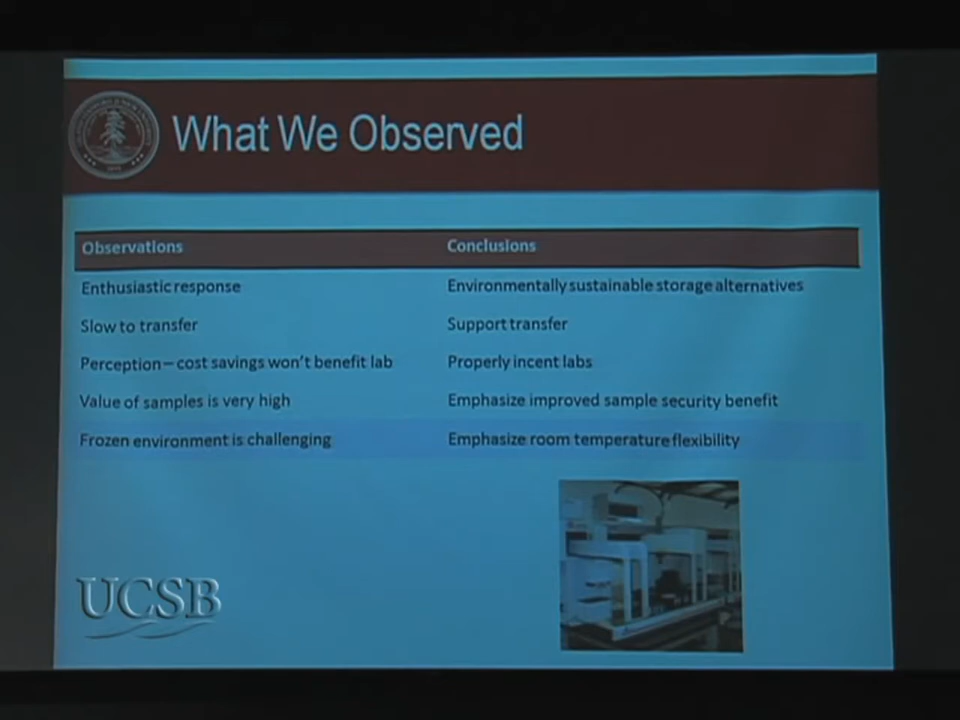 What We Observed
Observations Conclusions
Enthusiastic response Environmentally sustainable storage alternatives
Slow to transfer Support transfer
Perception – cost savings won't benefit lab Properly incent labs
Value of samples is very high Emphasize improved sample security benefit
Frozen environment is challenging Emphasize room temperature flexibility
UCSB